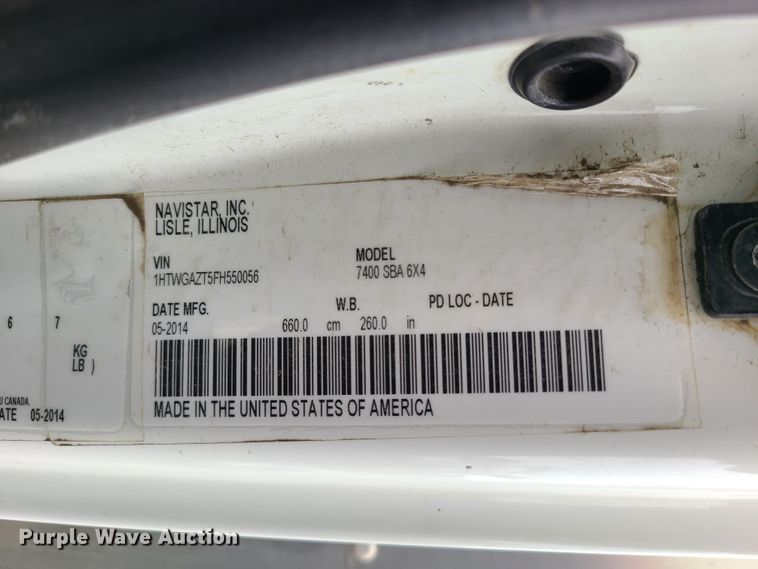 NAVISTAR, INC.
LISLE, ILLINOIS
VIN
1HTWGAZT5FH550056
MODEL
7400 SBA 6X4
DATE MFG.
05-2014
W.B.
660.0 cm 260.0 in
PD LOC - DATE
MADE IN THE UNITED STATES OF AMERICA
6 7
KG
LB )
CANADA
ATE 05-2014
Purple Wave Auction